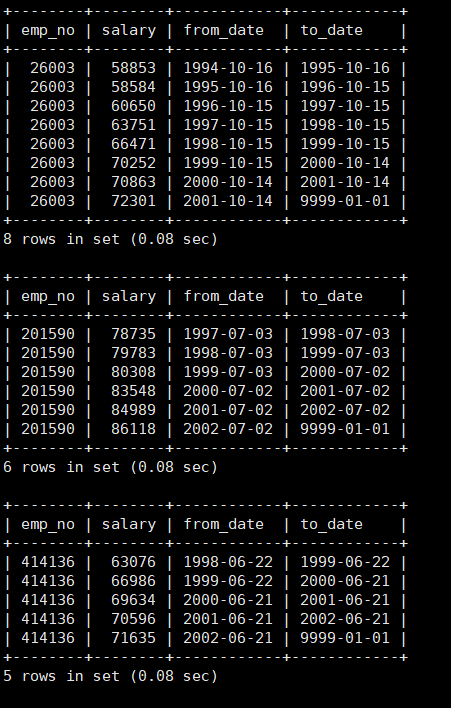 +--------+--------+------------+------------+
| emp_no | salary | from_date  | to_date    |
+--------+--------+------------+------------+
|  26003 |  58853 | 1994-10-16 | 1995-10-16 |
|  26003 |  58584 | 1995-10-16 | 1996-10-15 |
|  26003 |  60650 | 1996-10-15 | 1997-10-15 |
|  26003 |  63751 | 1997-10-15 | 1998-10-15 |
|  26003 |  66471 | 1998-10-15 | 1999-10-15 |
|  26003 |  70252 | 1999-10-15 | 2000-10-14 |
|  26003 |  70863 | 2000-10-14 | 2001-10-14 |
|  26003 |  72301 | 2001-10-14 | 9999-01-01 |
+--------+--------+------------+------------+
8 rows in set (0.08 sec)

+--------+--------+------------+------------+
| emp_no | salary | from_date  | to_date    |
+--------+--------+------------+------------+
| 201590 |  78735 | 1997-07-03 | 1998-07-03 |
| 201590 |  79783 | 1998-07-03 | 1999-07-03 |
| 201590 |  80308 | 1999-07-03 | 2000-07-02 |
| 201590 |  83548 | 2000-07-02 | 2001-07-02 |
| 201590 |  84989 | 2001-07-02 | 2002-07-02 |
| 201590 |  86118 | 2002-07-02 | 9999-01-01 |
+--------+--------+------------+------------+
6 rows in set (0.08 sec)

+--------+--------+------------+------------+
| emp_no | salary | from_date  | to_date    |
+--------+--------+------------+------------+
| 414136 |  63076 | 1998-06-22 | 1999-06-22 |
| 414136 |  66986 | 1999-06-22 | 2000-06-21 |
| 414136 |  69634 | 2000-06-21 | 2001-06-21 |
| 414136 |  70596 | 2001-06-21 | 2002-06-21 |
| 414136 |  71635 | 2002-06-21 | 9999-01-01 |
+--------+--------+------------+------------+
5 rows in set (0.08 sec)